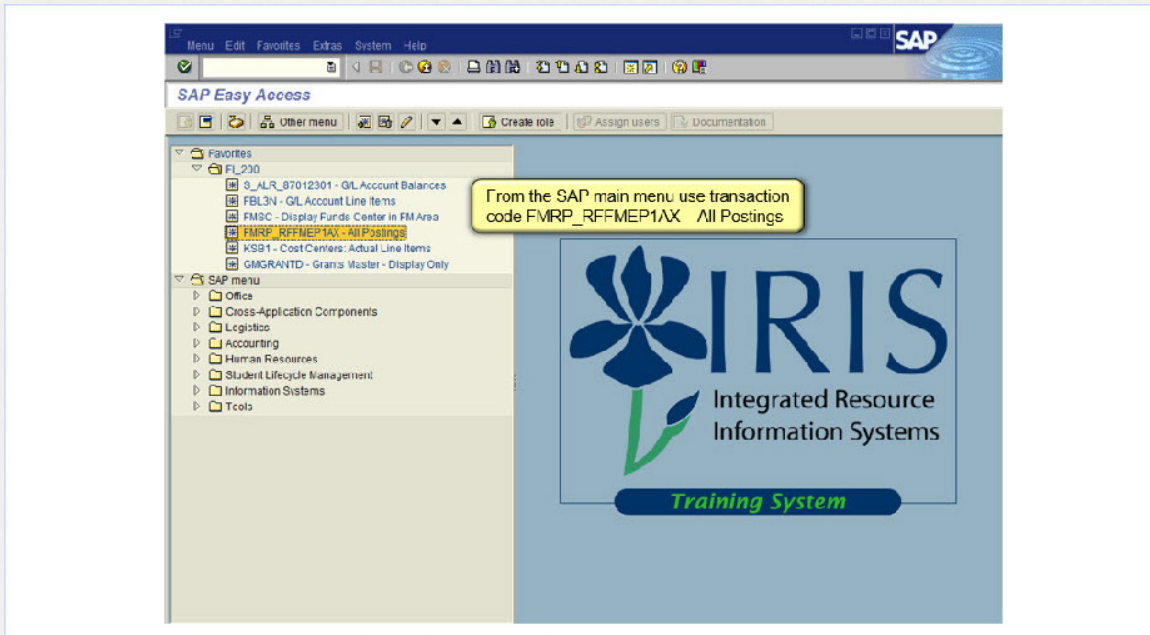 Menu Edit Favorites Extras System Help
SAP
SAP Easy Access
Other menu Create role Assign users Documentation
Favorites
FI_200
S_ALR_87012301 - G/L Account Balances
FBL3N - G/L Account Line Items
FMSC - Display Funds Center in FM Area
FMRP_RFFMEP1AX - All Postings
KSB1 - Cost Centers: Actual Line Items
GMGRANTD - Grants Master - Display Only
SAP menu
Office
Cross-Application Components
Logistics
Accounting
Human Resources
Student Lifecycle Management
Information Systems
Tools
From the SAP main menu use transaction
code FMRP_RFFMEP1AX – All Postings
IRIS
Integrated Resource
Information Systems
Training System